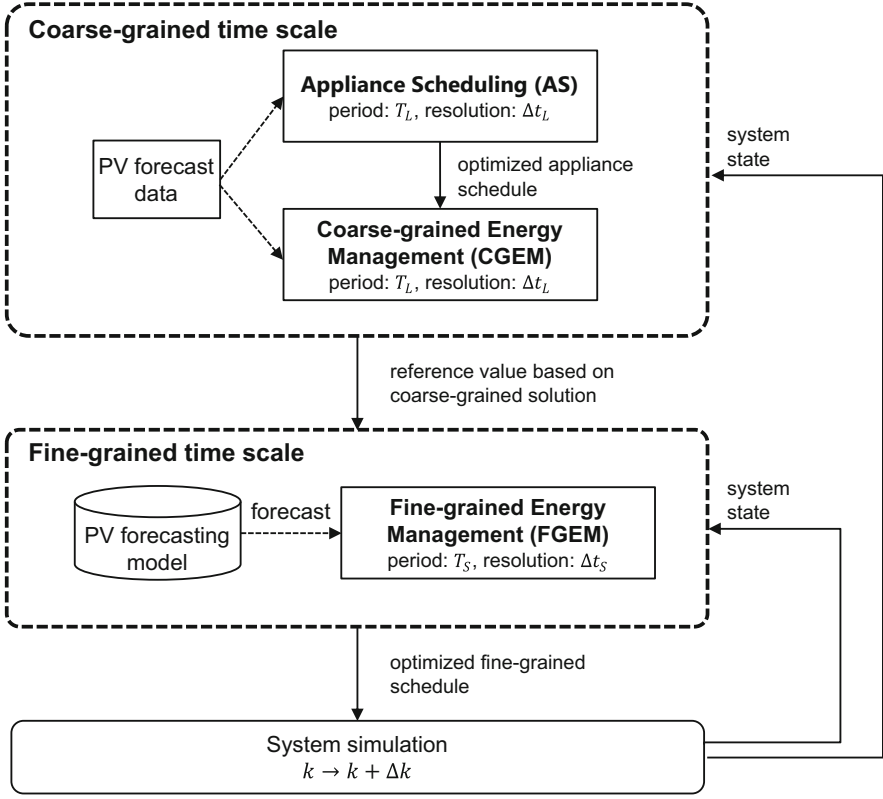 Coarse-grained time scale
Appliance Scheduling (AS)
period: T_L, resolution: Δt_L
PV forecast
data
optimized appliance
schedule
Coarse-grained Energy
Management (CGEM)
period: T_L, resolution: Δt_L
system
state
reference value based on
coarse-grained solution
Fine-grained time scale
PV forecasting
model
forecast
Fine-grained Energy
Management (FGEM)
period: T_S, resolution: Δt_S
system
state
optimized fine-grained
schedule
System simulation
k → k + Δk